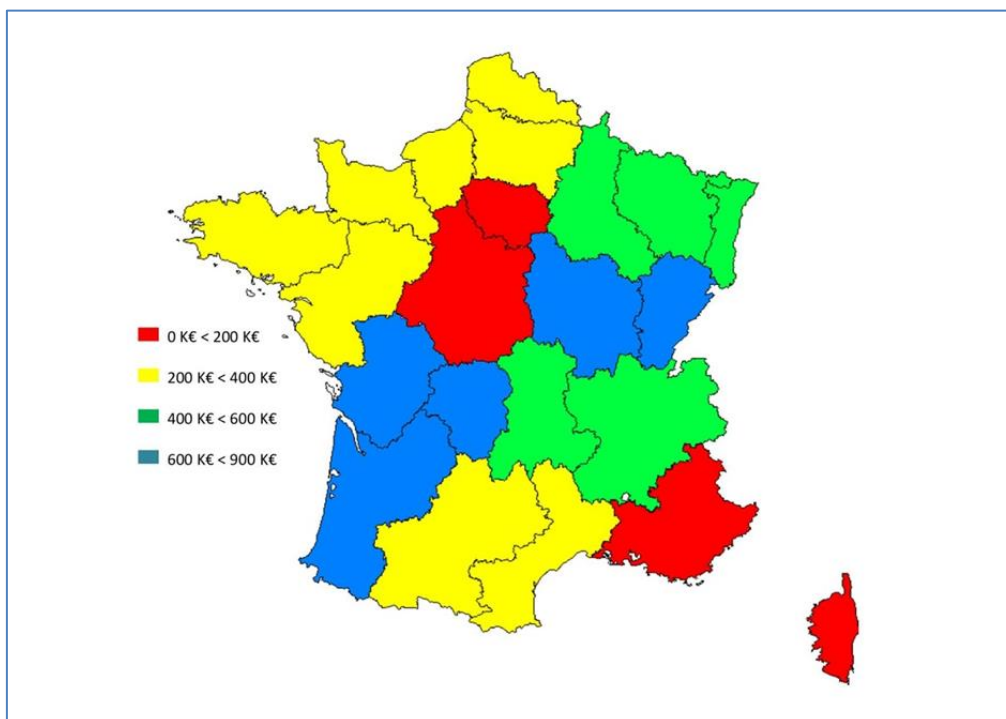 0 K€ < 200 K€
200 K€ < 400 K€
400 K€ < 600 K€
600 K€ < 900 K€